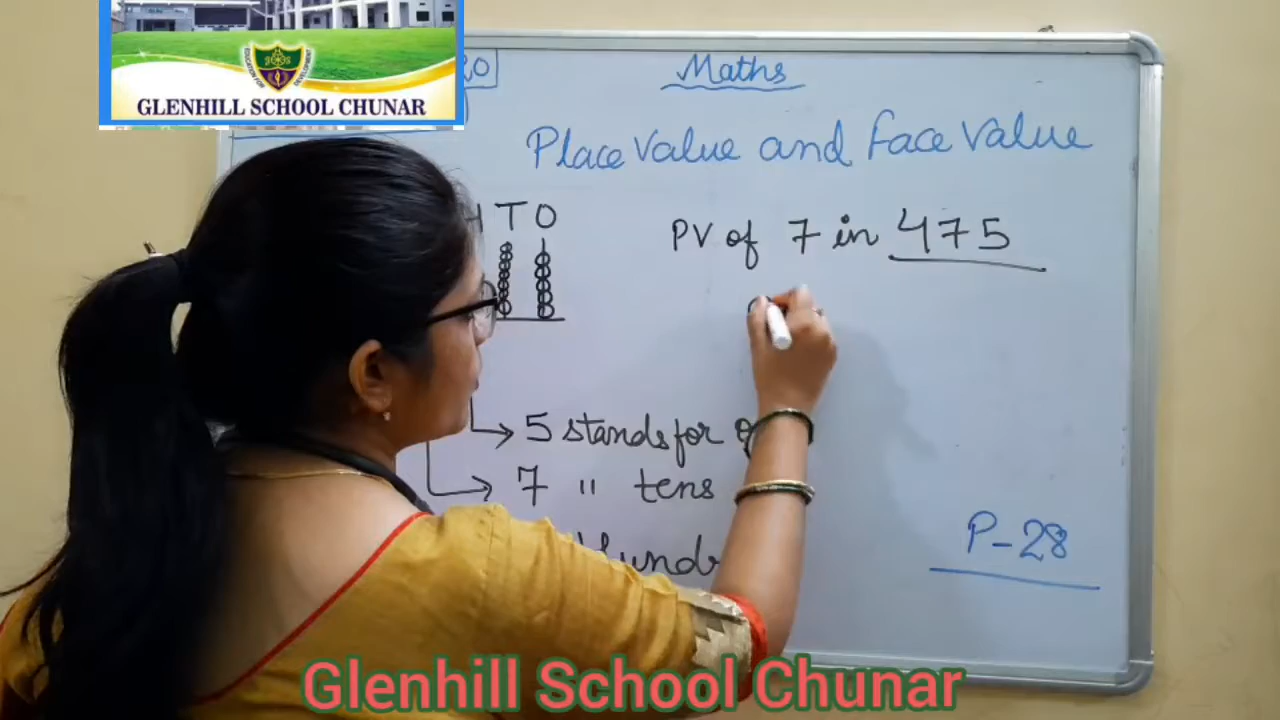 GLENHILL SCHOOL CHUNAR
20
Maths
Place Value and Face Value
T O
PV of 7 in 475
5 stands for
7 " tens
P-28
Glenhill School Chunar